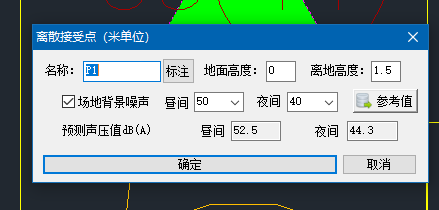 离散接受点（米单位）
名称： P1 标注 地面高度： 0 离地高度： 1.5
场地背景噪声 昼间 50 夜间 40 参考值
预测声压值dB(A) 昼间 52.5 夜间 44.3
确定 取消